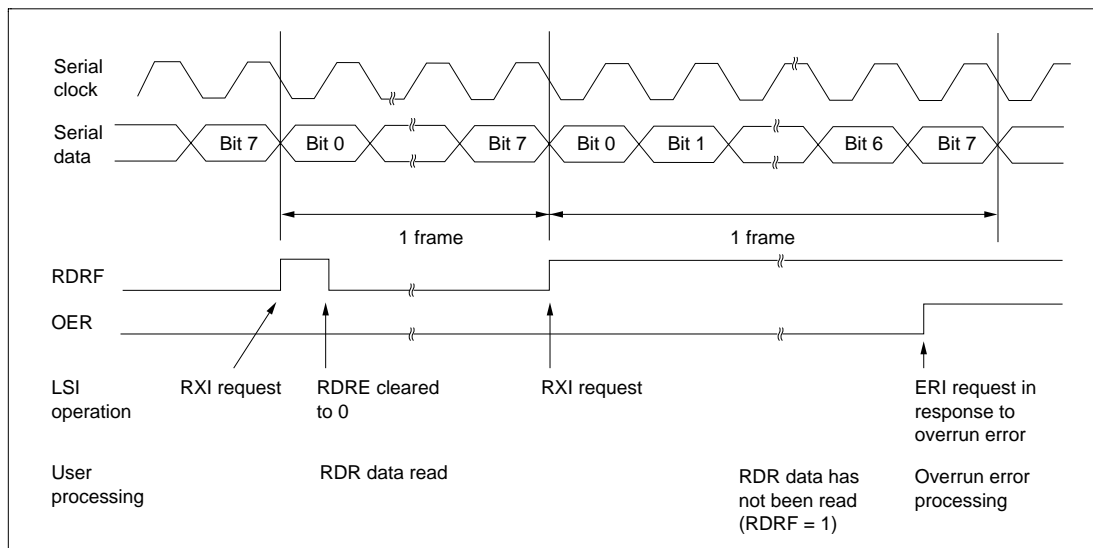 Serial
clock
Serial
data
Bit 7
Bit 0
Bit 7
Bit 0
Bit 1
Bit 6
Bit 7
1 frame
1 frame
RDRF
OER
LSI
operation
RXI request
RDRE cleared
to 0
RXI request
ERI request in
response to
overrun error
User
processing
RDR data read
RDR data has
not been read
(RDRF = 1)
Overrun error
processing